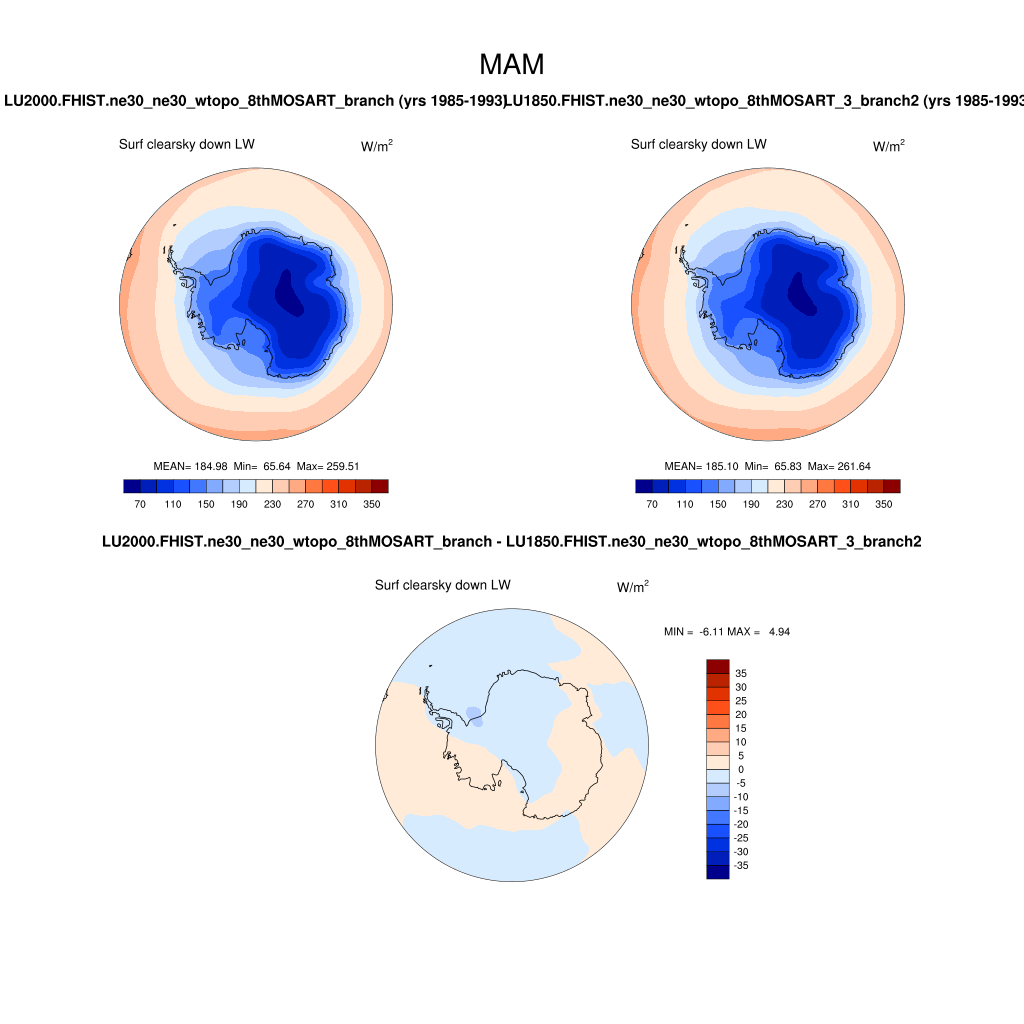 MAM
LU2000.FHIST.ne30_ne30_wtopo_8thMOSART_branch (yrs 1985-1993)
LU1850.FHIST.ne30_ne30_wtopo_8thMOSART_3_branch2 (yrs 1985-1993
Surf clearsky down LW W/m²
Surf clearsky down LW W/m²
MEAN= 184.98 Min= 65.64 Max= 259.51
MEAN= 185.10 Min= 65.83 Max= 261.64
70 110 150 190 230 270 310 350
70 110 150 190 230 270 310 350
LU2000.FHIST.ne30_ne30_wtopo_8thMOSART_branch - LU1850.FHIST.ne30_ne30_wtopo_8thMOSART_3_branch2
Surf clearsky down LW W/m²
MIN = -6.11 MAX = 4.94
35
30
25
20
15
10
5
0
-5
-10
-15
-20
-25
-30
-35